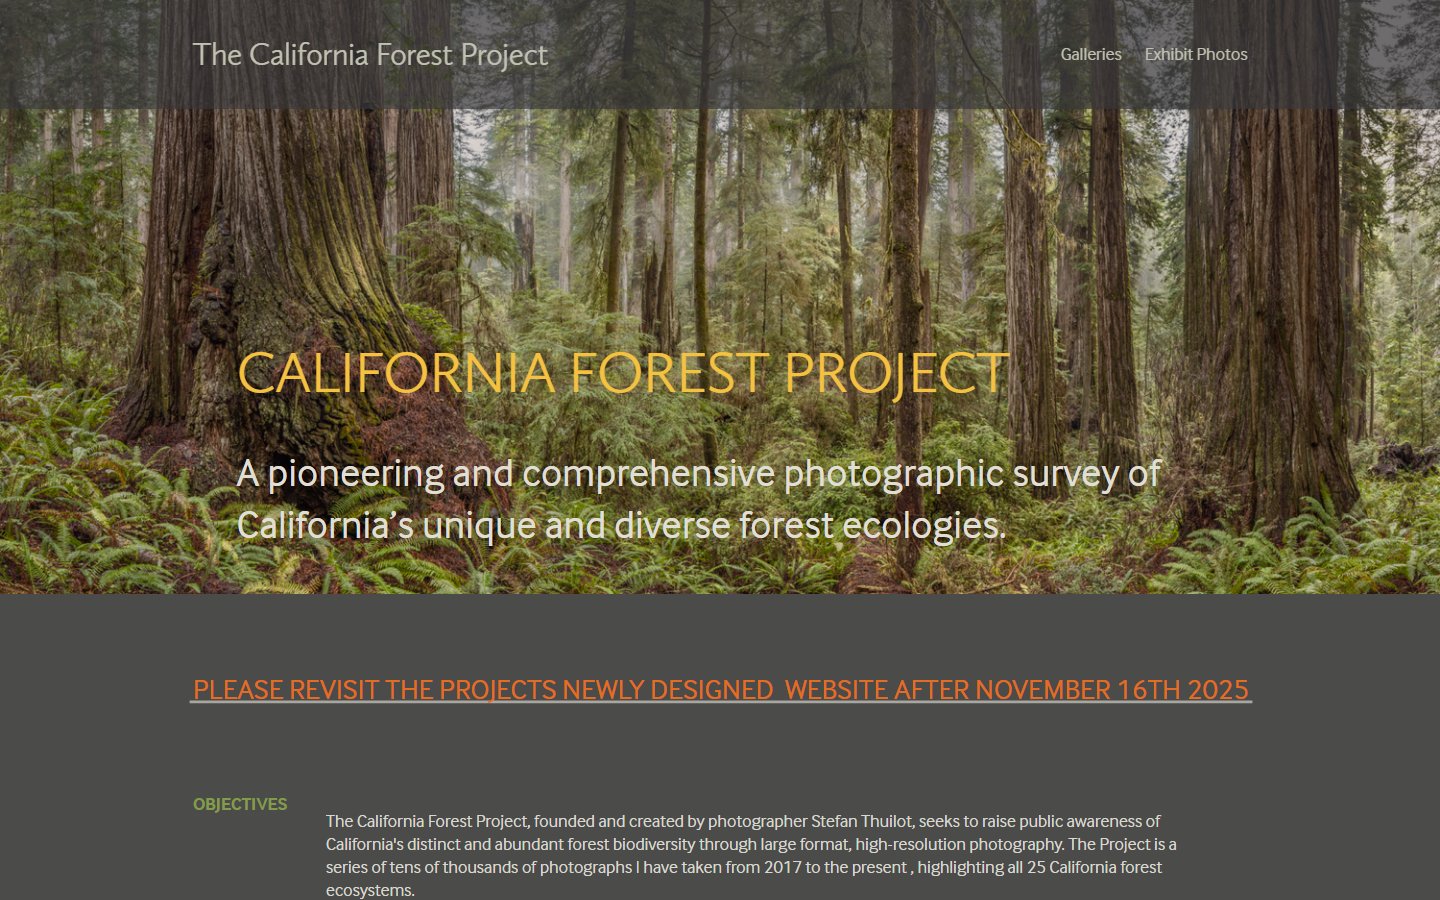 The California Forest Project
Galleries Exhibit Photos
CALIFORNIA FOREST PROJECT
A pioneering and comprehensive photographic survey of
California’s unique and diverse forest ecologies.
PLEASE REVISIT THE PROJECTS NEWLY DESIGNED  WEBSITE AFTER NOVEMBER 16TH 2025
OBJECTIVES
The California Forest Project, founded and created by photographer Stefan Thuilot, seeks to raise public awareness of
California's distinct and abundant forest biodiversity through large format, high-resolution photography. The Project is a
series of tens of thousands of photographs I have taken from 2017 to the present , highlighting all 25 California forest
ecosystems.